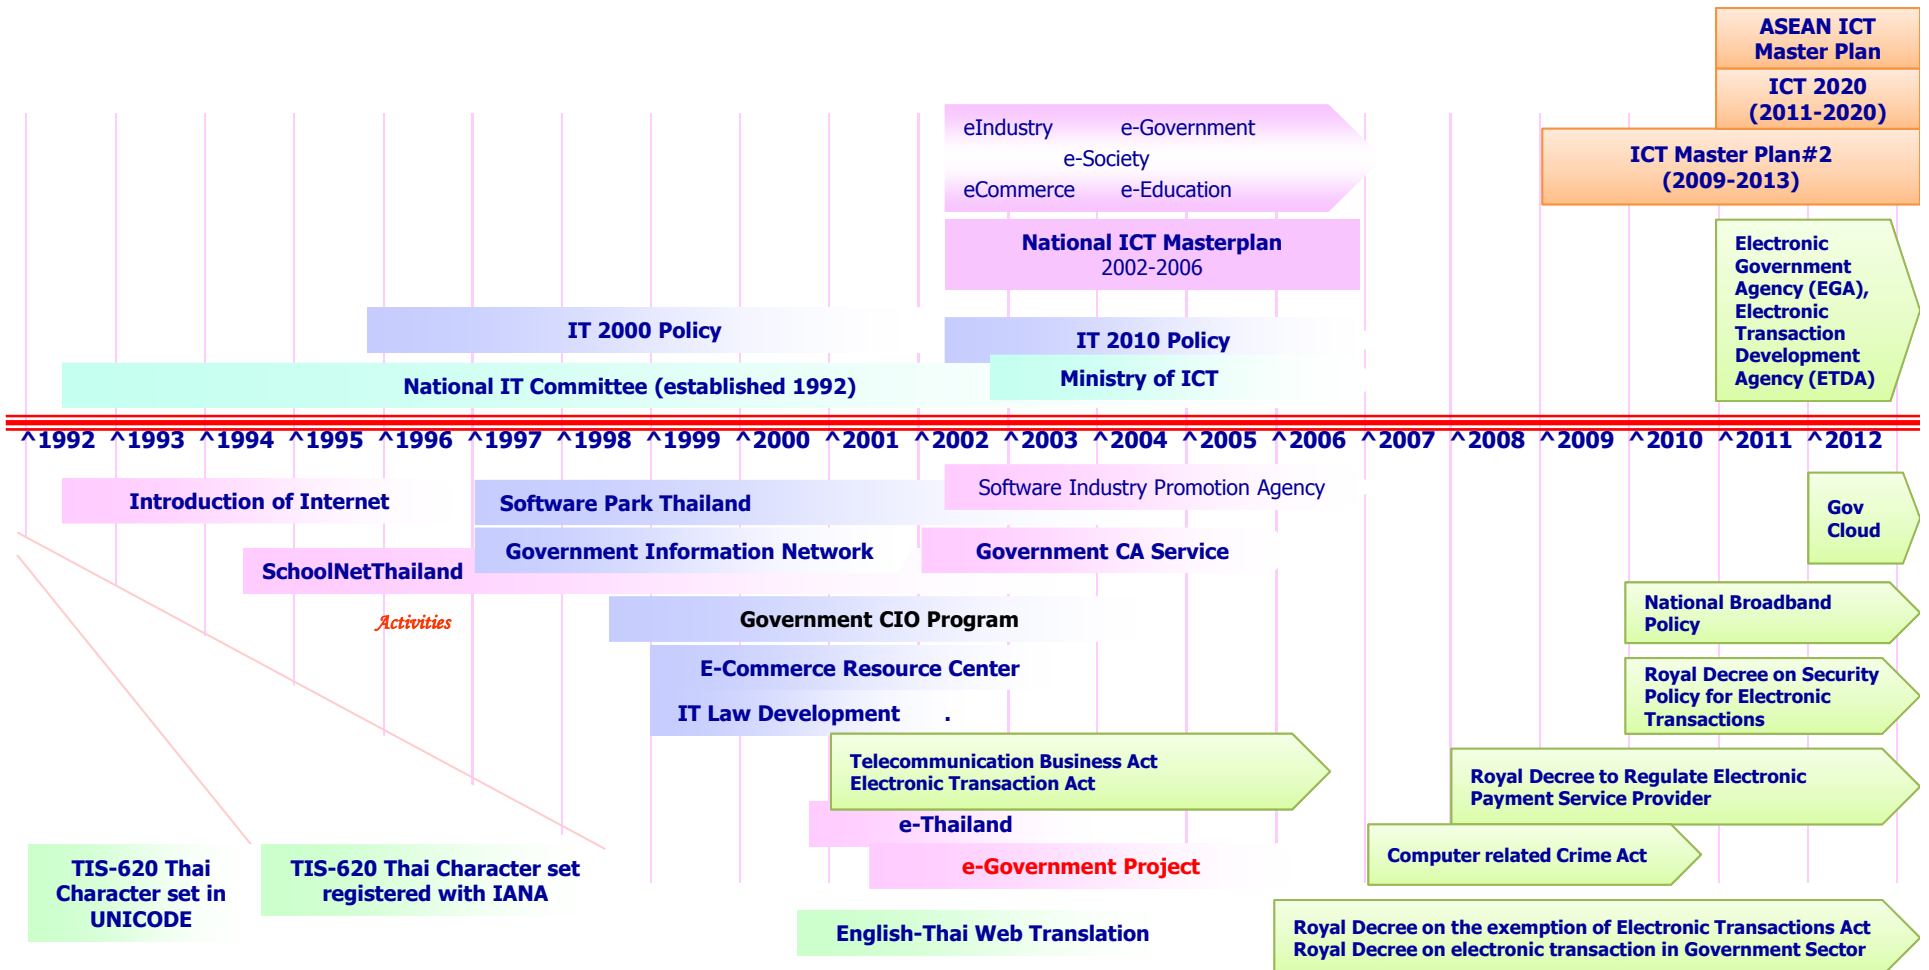 ASEAN ICT
Master Plan
ICT 2020
(2011-2020)
ICT Master Plan#2
(2009-2013)
eIndustry e-Government
e-Society
eCommerce e-Education
National ICT Masterplan
2002-2006
Electronic
Government
Agency (EGA),
Electronic
Transaction
Development
Agency (ETDA)
IT 2000 Policy
IT 2010 Policy
National IT Committee (established 1992)
Ministry of ICT
^1992 ^1993 ^1994 ^1995 ^1996 ^1997 ^1998 ^1999 ^2000 ^2001 ^2002 ^2003 ^2004 ^2005 ^2006 ^2007 ^2008 ^2009 ^2010 ^2011 ^2012
Introduction of Internet
Software Park Thailand
Software Industry Promotion Agency
Gov
Cloud
Government Information Network
Government CA Service
SchoolNetThailand
Activities
Government CIO Program
National Broadband
Policy
E-Commerce Resource Center
IT Law Development .
Royal Decree on Security
Policy for Electronic
Transactions
Telecommunication Business Act
Electronic Transaction Act
Royal Decree to Regulate Electronic
Payment Service Provider
e-Thailand
e-Government Project
Computer related Crime Act
TIS-620 Thai
Character set in
UNICODE
TIS-620 Thai Character set
registered with IANA
English-Thai Web Translation
Royal Decree on the exemption of Electronic Transactions Act
Royal Decree on electronic transaction in Government Sector